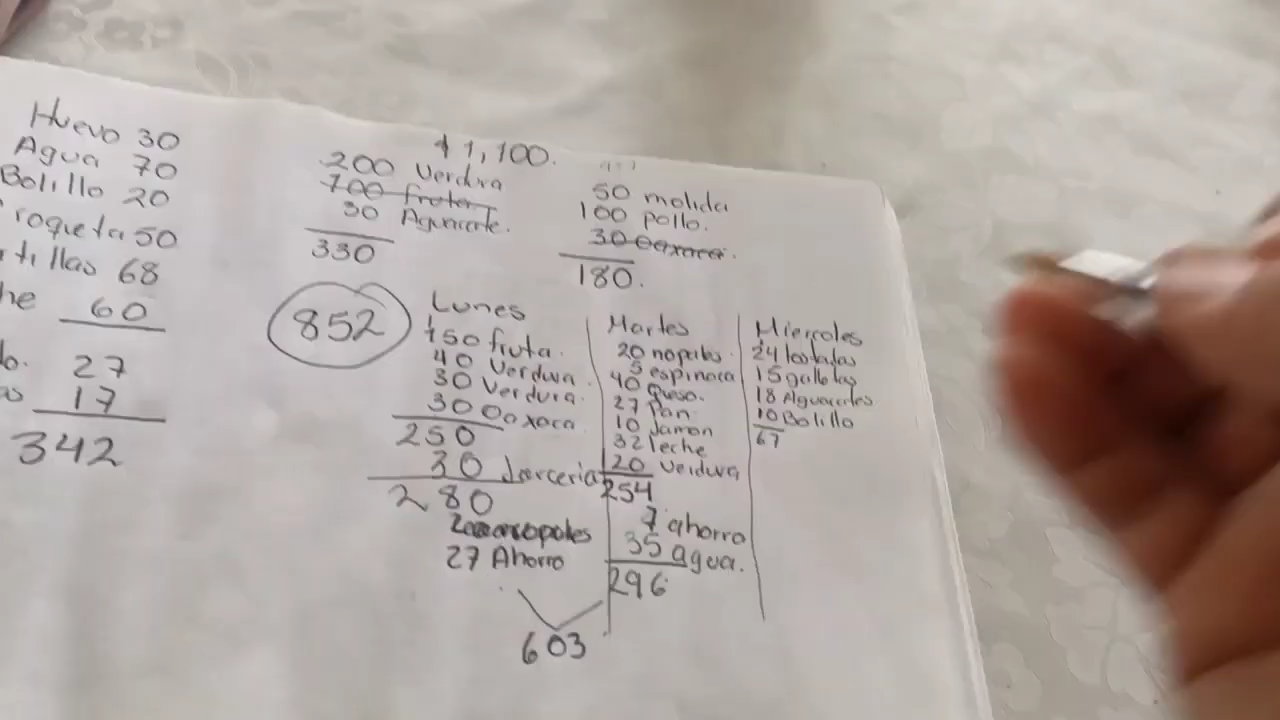 Huevo 30
Agua 70
Bolillo 20
roqueta 50
tillas 68
he 60
27
17
342
$1,100.
200 Verdura
100 fruta
30 Aguacate.
330
50 molida
100 pollo.
30 Oaxaca.
180.
852
Lunes
150 fruta.
40 Verdura
30 Verdura.
30 Oaxaca
250
30 Jarceria
280
27 Ahorro
Martes
20 nopales.
5 espinaca
40 Queso.
27 Pan
10 Jamon
32 leche
20 Verdura
254
7 ahorro
35 agua.
296
603
Miercoles
24 tostadas
15 galletas
18 Aguacates
10 Bolillo
67